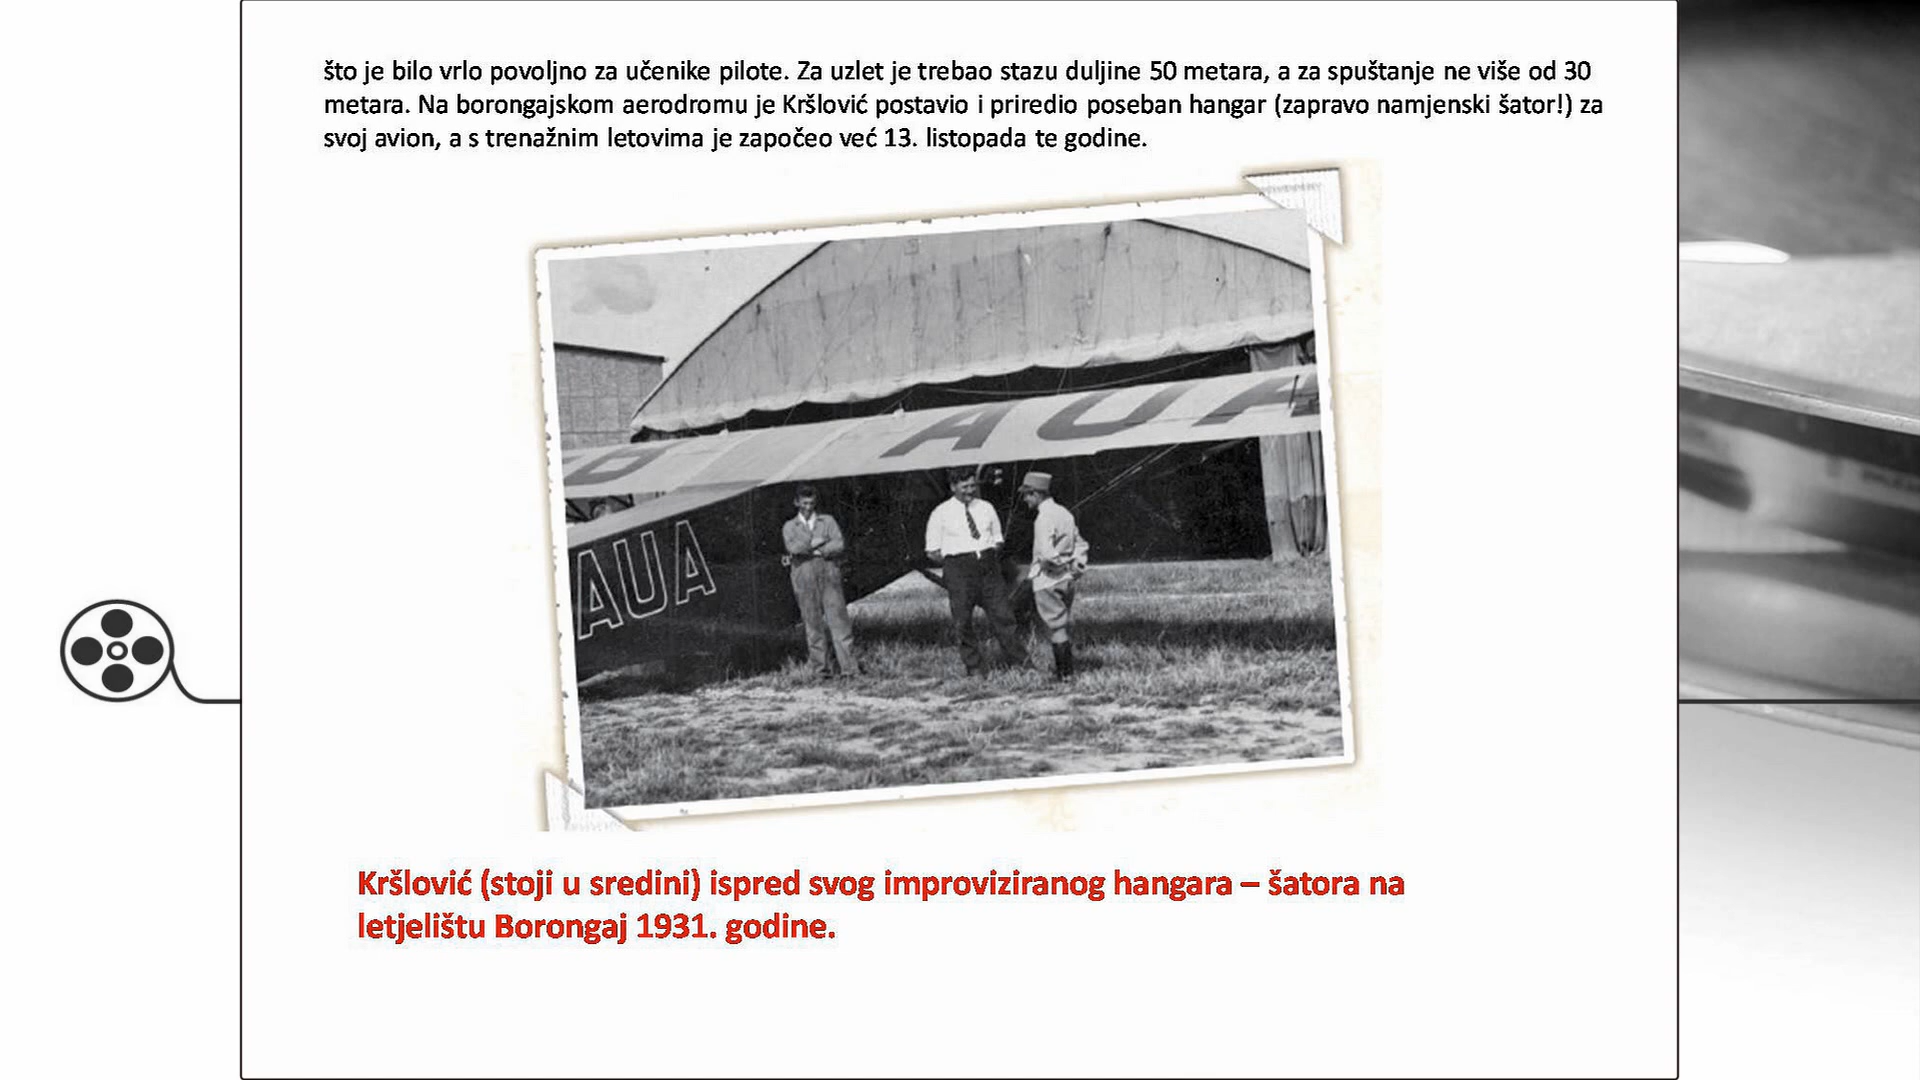 što je bilo vrlo povoljno za učenike pilote. Za uzlet je trebao stazu duljine 50 metara, a za spuštanje ne više od 30
metara. Na borongajskom aerodromu je Kršlović postavio i priredio poseban hangar (zapravo namjenski šator!) za
svoj avion, a s trenažnim letovima je započeo već 13. listopada te godine.
AUA
AUA
Kršlović (stoji u sredini) ispred svog improviziranog hangara – šatora na
letjelištu Borongaj 1931. godine.